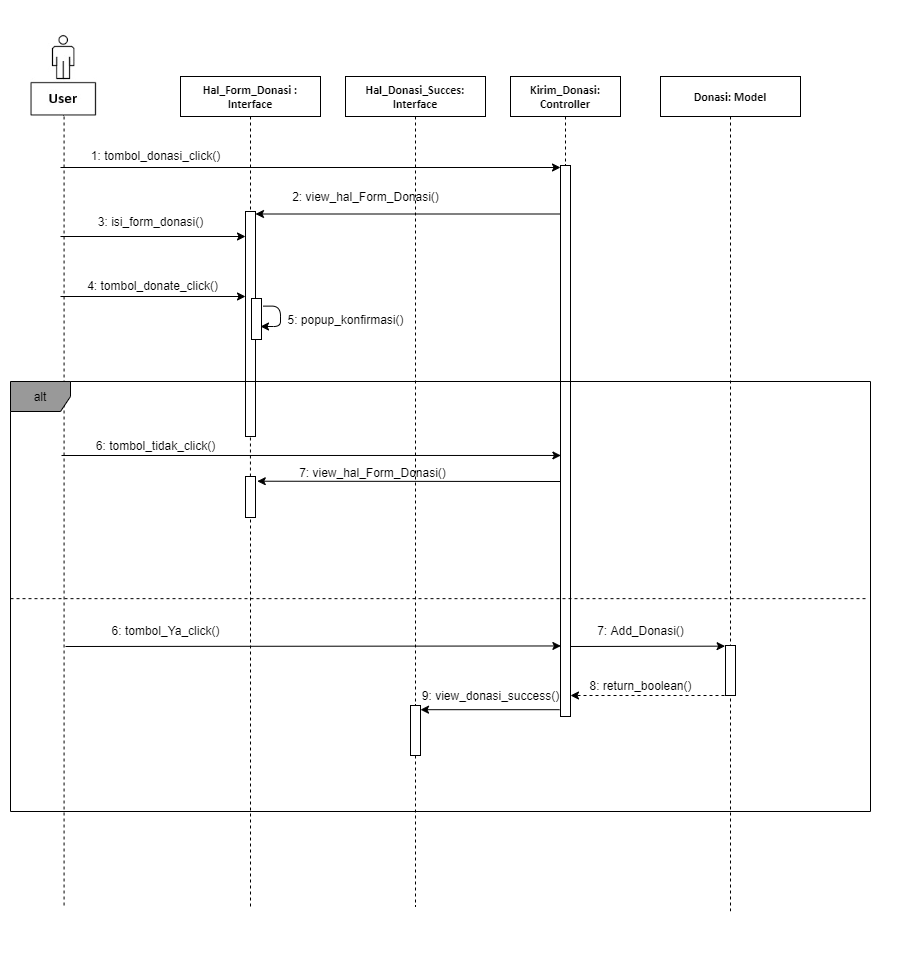 User
Hal_Form_Donasi :
Interface
Hal_Donasi_Succes:
Interface
Kirim_Donasi:
Controller
Donasi: Model
1: tombol_donasi_click()
2: view_hal_Form_Donasi()
3: isi_form_donasi()
4: tombol_donate_click()
5: popup_konfirmasi()
alt
6: tombol_tidak_click()
7: view_hal_Form_Donasi()
6: tombol_Ya_click()
7: Add_Donasi()
8: return_boolean()
9: view_donasi_success()